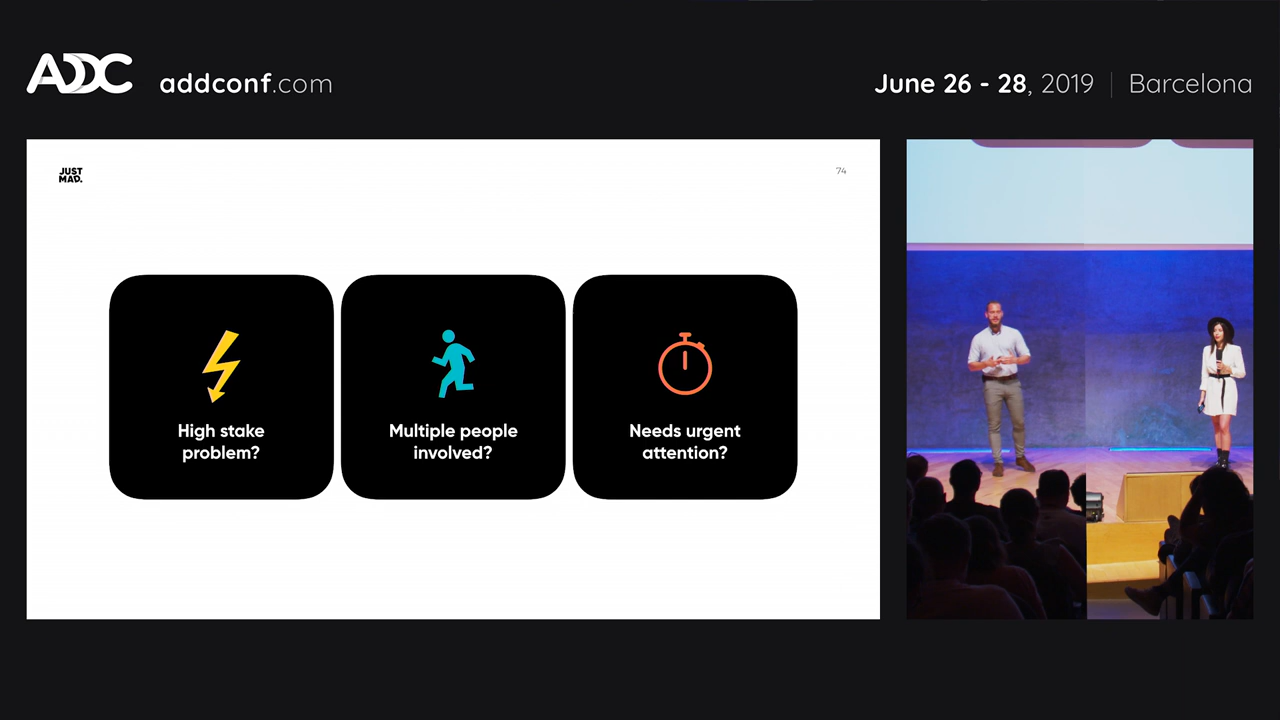 ADDC
addconf.com
June 26 - 28, 2019 | Barcelona
JUST
MAD.
74
High stake
problem?
Multiple people
involved?
Needs urgent
attention?